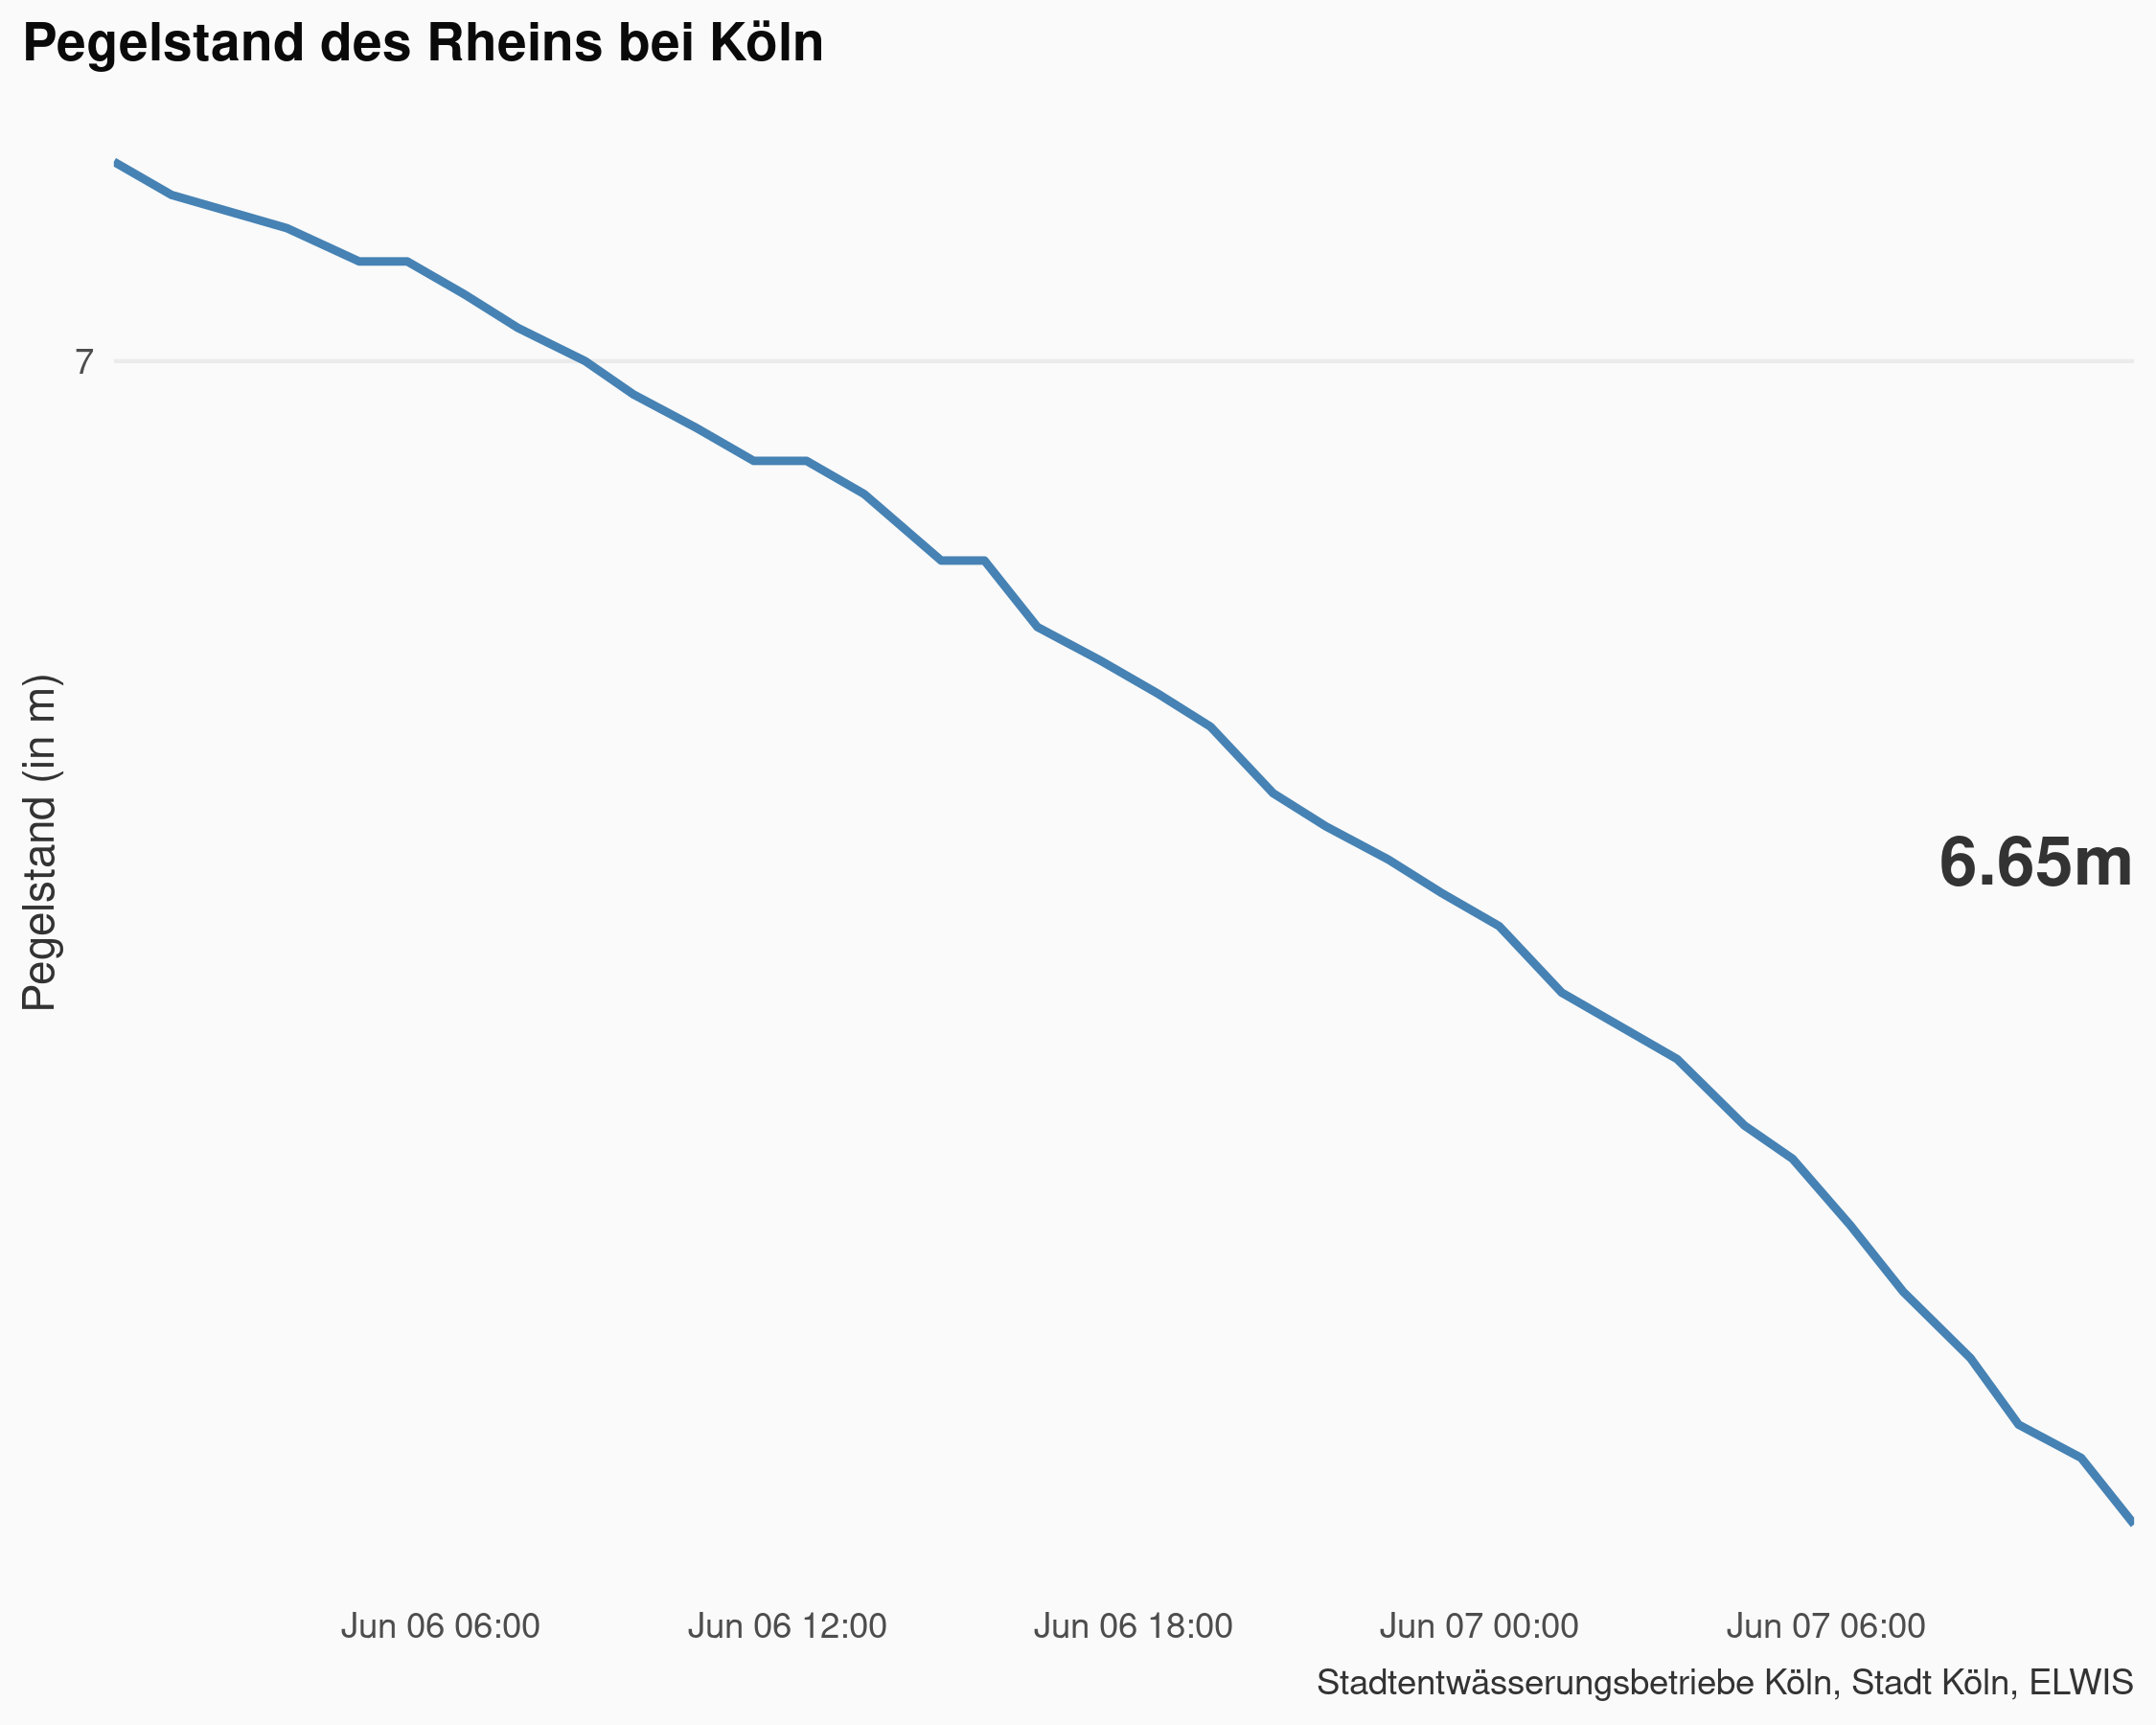 Pegelstand des Rheins bei Köln
7
Pegelstand (in m)
6.65m
Jun 06 06:00 Jun 06 12:00 Jun 06 18:00 Jun 07 00:00 Jun 07 06:00
Stadtentwässerungsbetriebe Köln, Stadt Köln, ELWIS